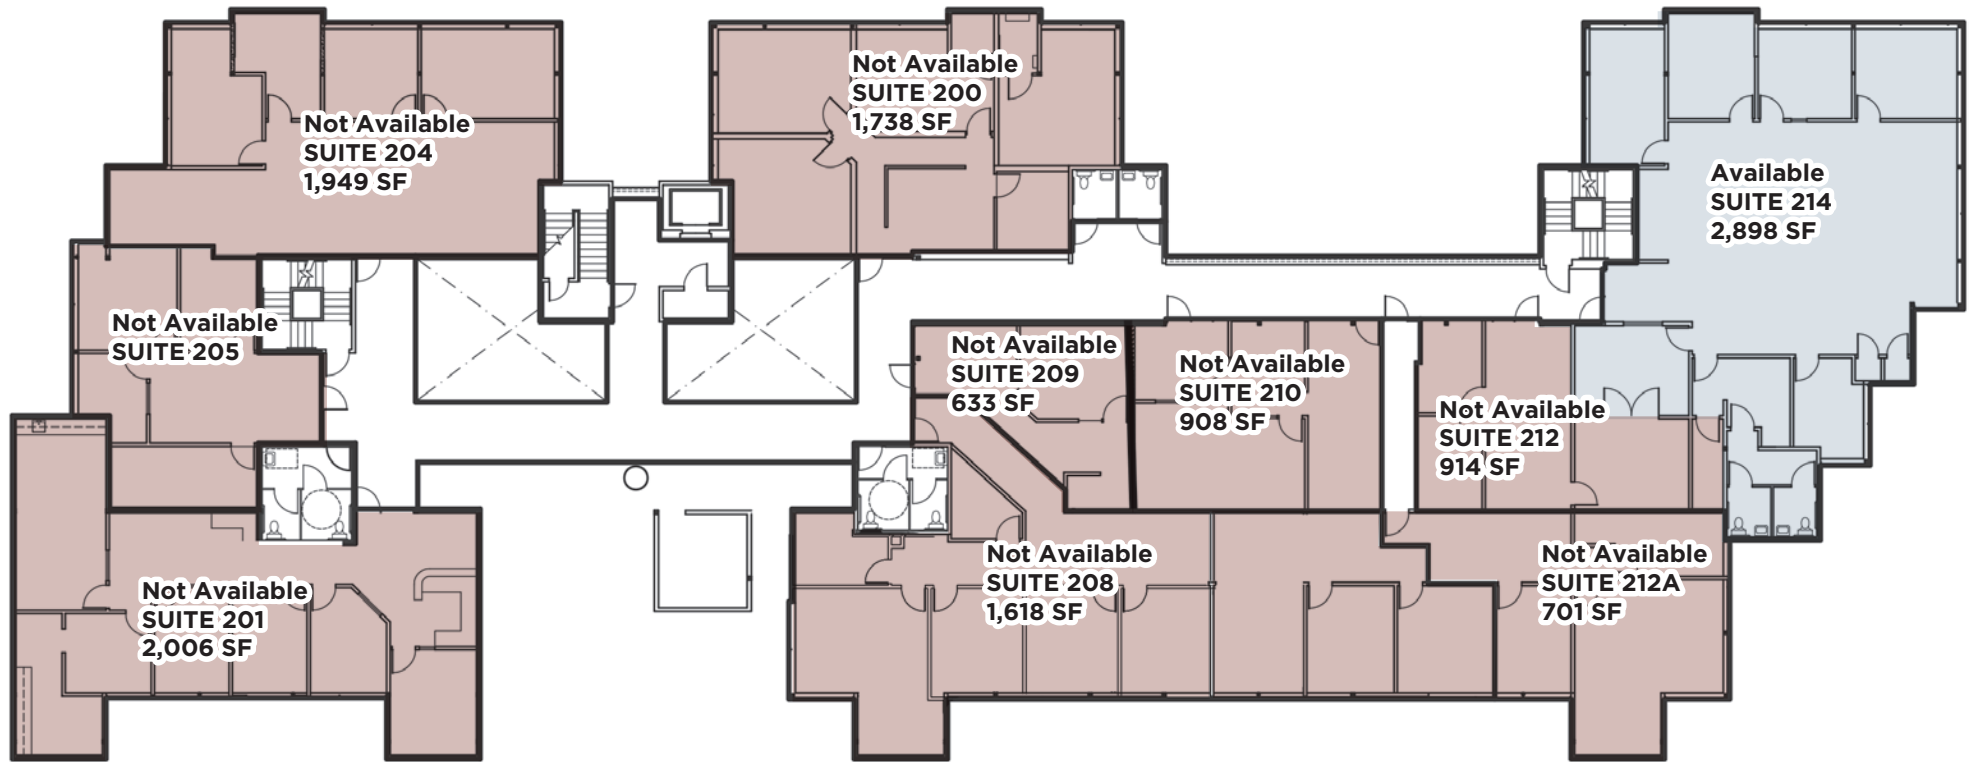 Not Available
SUITE 204
1,949 SF
Not Available
SUITE 200
1,738 SF
Available
SUITE 214
2,898 SF
Not Available
SUITE 205
Not Available
SUITE 209
633 SF
Not Available
SUITE 210
908 SF
Not Available
SUITE 212
914 SF
Not Available
SUITE 201
2,006 SF
Not Available
SUITE 208
1,618 SF
Not Available
SUITE 212A
701 SF